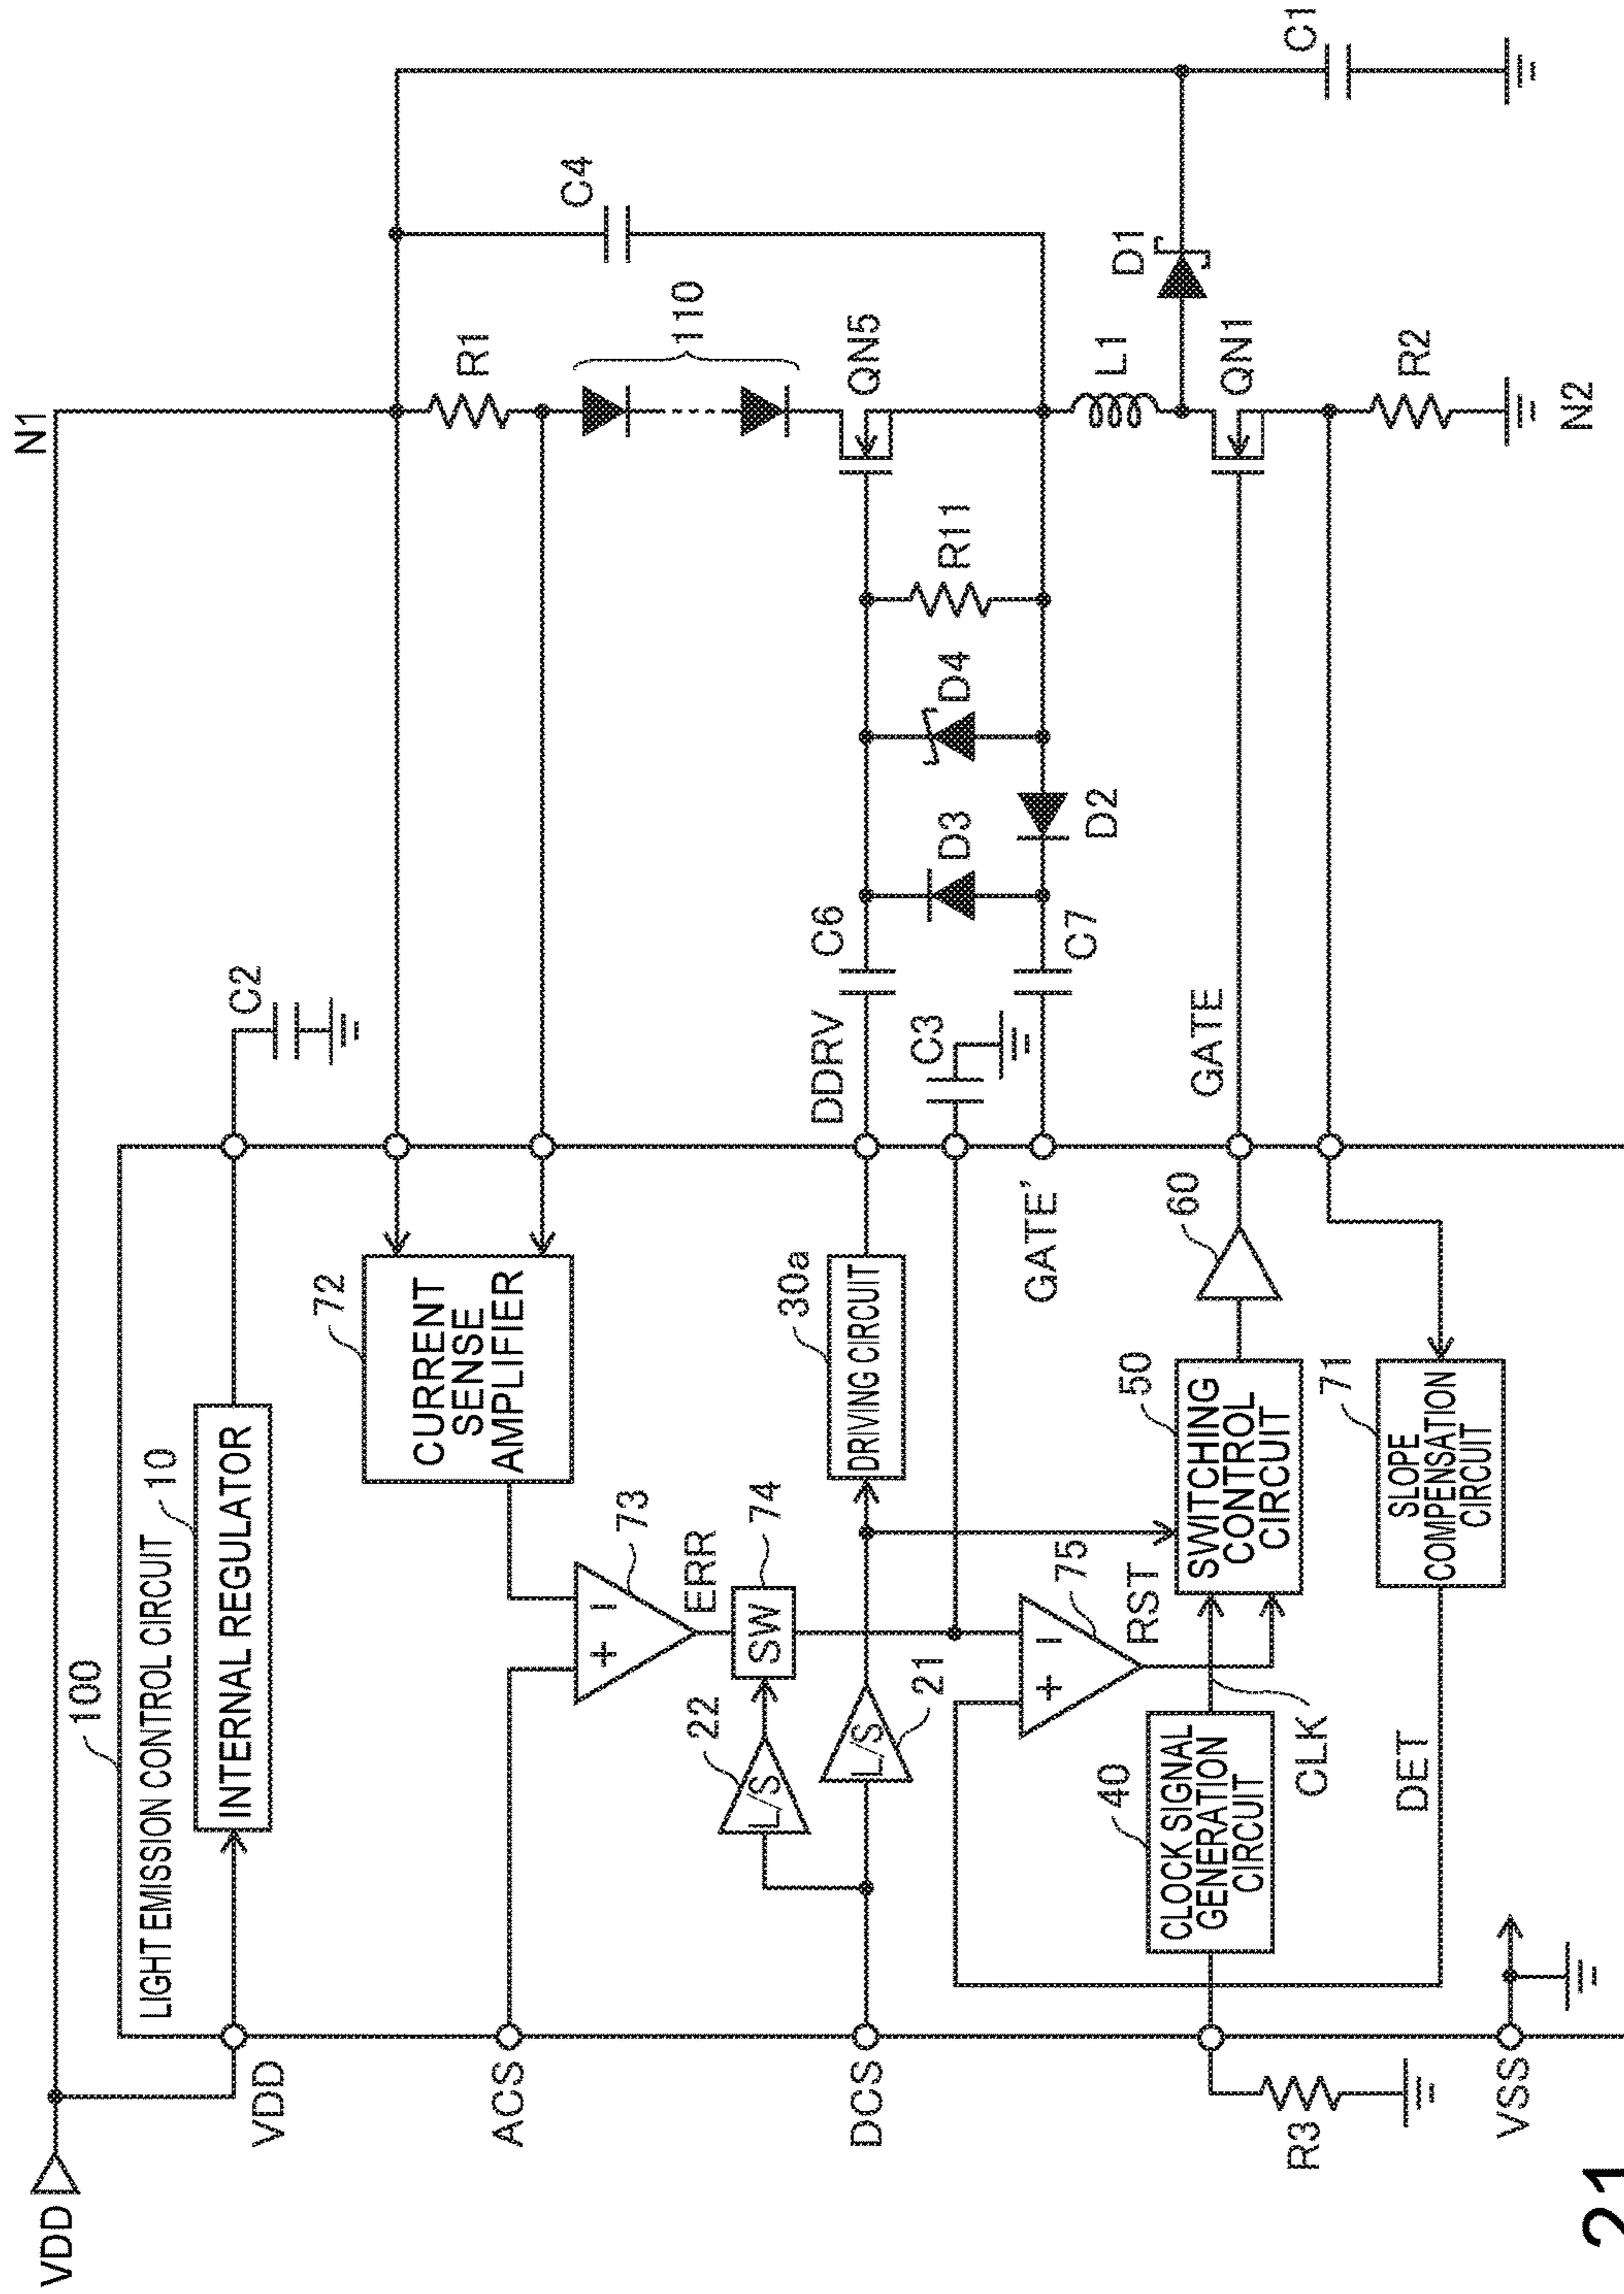 VDD
N1
100
LIGHT EMISSION CONTROL CIRCUIT
10
INTERNAL REGULATOR
VDD
C2
72
CURRENT
SENSE
AMPLIFIER
R1
C4
110
QN5
ACS
73
+
−
ERR
SW
74
22
L/S
21
L/S
DCS
30a
DRIVING CIRCUIT
DDRV
C6
D3
D4
R11
C3
C7
D2
GATE'
L1
D1
C1
75
+
−
RST
40
CLOCK SIGNAL
GENERATION
CIRCUIT
CLK
50
SWITCHING
CONTROL
CIRCUIT
60
GATE
QN1
R3
DET
71
SLOPE
COMPENSATION
CIRCUIT
R2
VSS
N2
21